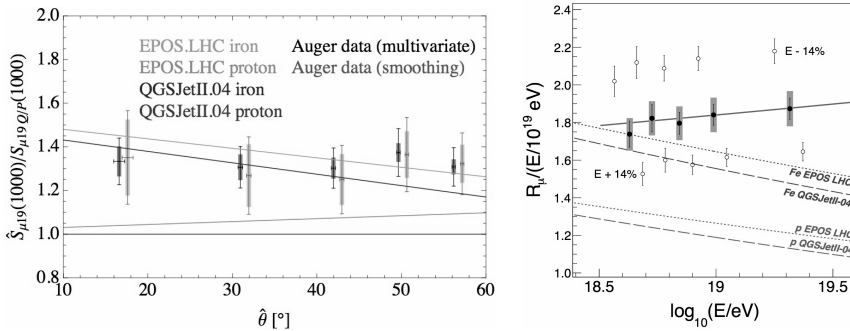 2.0
1.8
1.6
1.4
1.2
1.0
0.8
10
20
30
40
50
60
EPOS.LHC iron
EPOS.LHC proton
QGSJetII.04 iron
QGSJetII.04 proton
Auger data (multivariate)
Auger data (smoothing)
Ŝμ19(1000)/Sμ19 Q/P(1000)
θ̂ [°]
2.4
2.2
2.0
1.8
1.6
1.4
1.2
1.0
18.5
19
19.5
E - 14%
E + 14%
Fe EPOS LHC
Fe QGSJetII-04
p EPOS LHC
p QGSJetII-04
Rμ/(E/10¹⁹ eV)
log₁₀(E/eV)